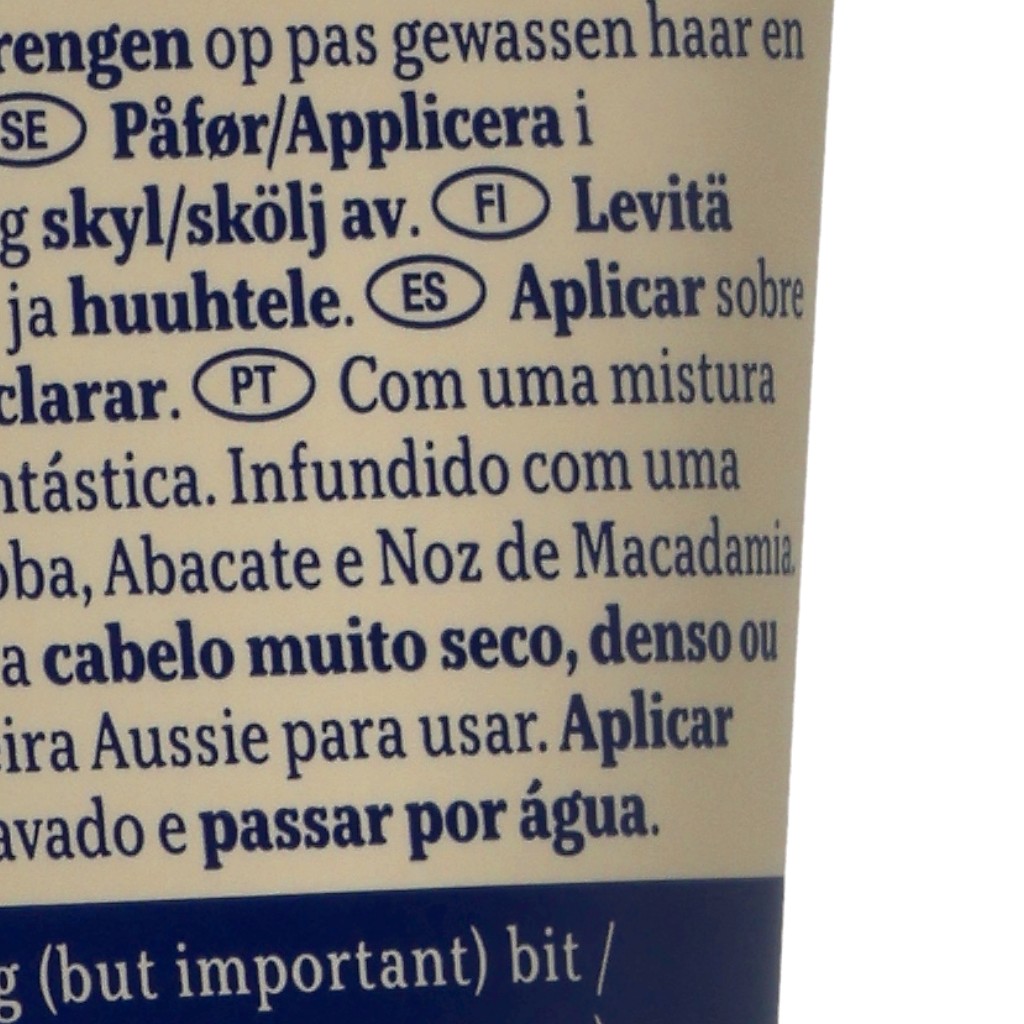 rengen op pas gewassen haar en
SE Påfør/Applicera i
g skyl/skölj av. FI Levitä
ja huuhtele. ES Aplicar sobre
clarar. PT Com uma mistura
ntástica. Infundido com uma
oba, Abacate e Noz de Macadamia.
a cabelo muito seco, denso ou
eira Aussie para usar. Aplicar
avado e passar por água.
g (but important) bit /